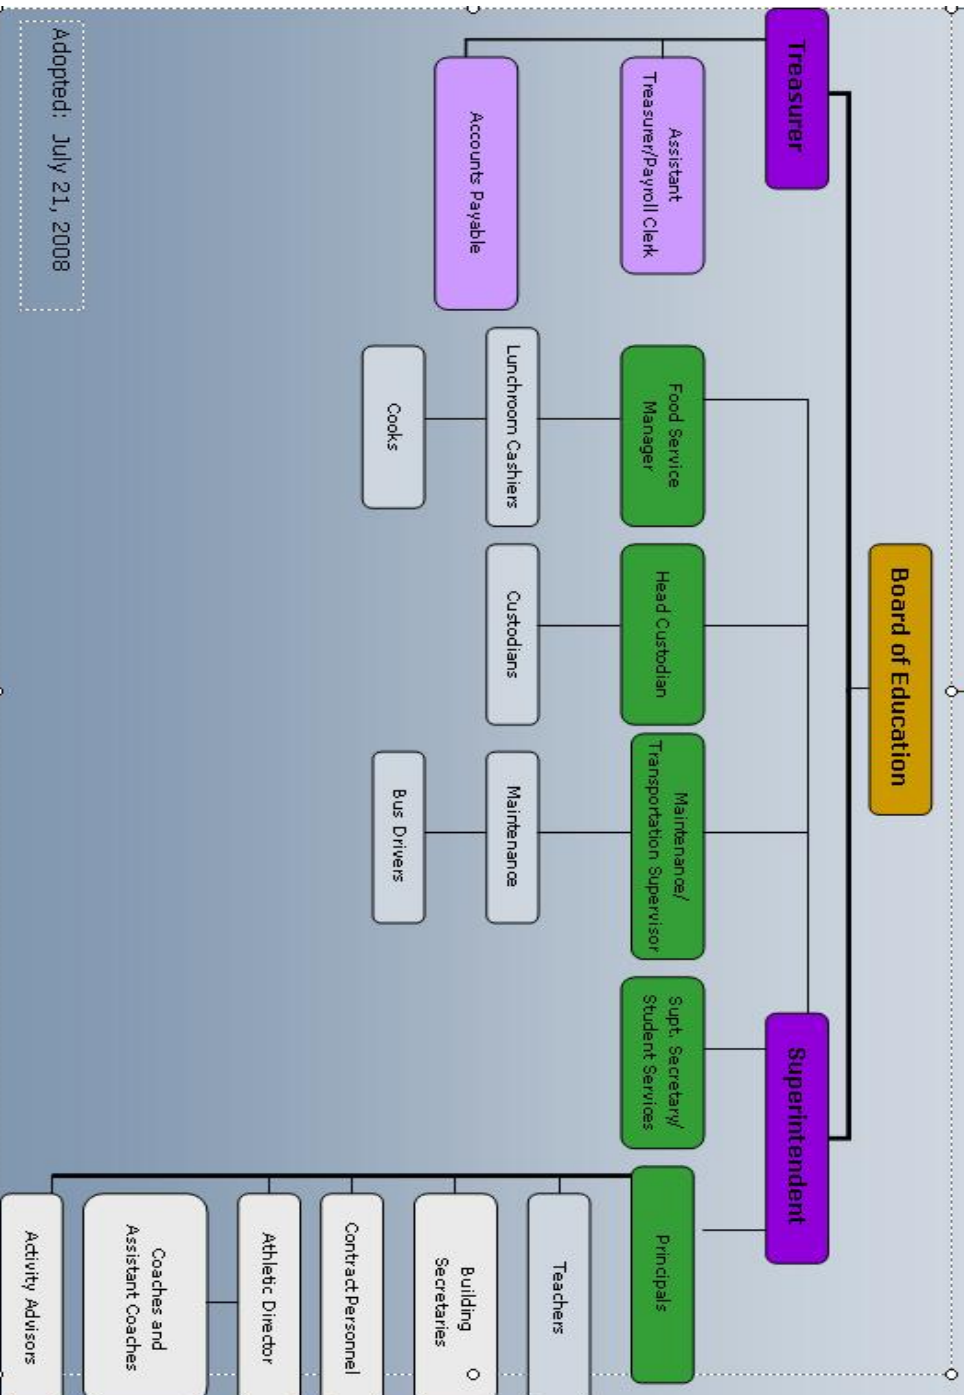 Board of Education
Treasurer
Superintendent
Assistant
Treasurer/Payroll Clerk
Accounts Payable
Food Service
Manager
Head Custodian
Maintenance/
Transportation Supervisor
Supt. Secretary/
Student Services
Principals
Lunchroom Cashiers
Custodians
Maintenance
Cooks
Bus Drivers
Teachers
Building
Secretaries
Contract Personnel
Athletic Director
Coaches and
Assistant Coaches
Activity Advisors
Adopted: July 21, 2008